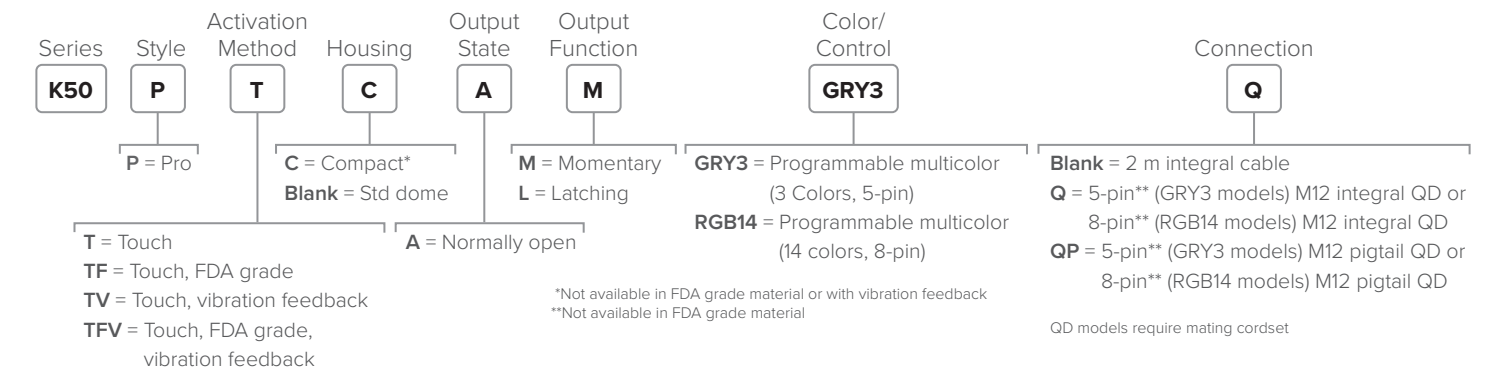 Series
K50
Style
P
P = Pro
Activation
Method
T
T = Touch
TF = Touch, FDA grade
TV = Touch, vibration feedback
TFV = Touch, FDA grade,
vibration feedback
Housing
C
C = Compact*
Blank = Std dome
Output
State
A
A = Normally open
Output
Function
M
M = Momentary
L = Latching
Color/
Control
GRY3
GRY3 = Programmable multicolor
(3 Colors, 5-pin)
RGB14 = Programmable multicolor
(14 colors, 8-pin)
Connection
Q
Blank = 2 m integral cable
Q = 5-pin** (GRY3 models) M12 integral QD or
8-pin** (RGB14 models) M12 integral QD
QP = 5-pin** (GRY3 models) M12 pigtail QD or
8-pin** (RGB14 models) M12 pigtail QD
*Not available in FDA grade material or with vibration feedback
**Not available in FDA grade material
QD models require mating cordset